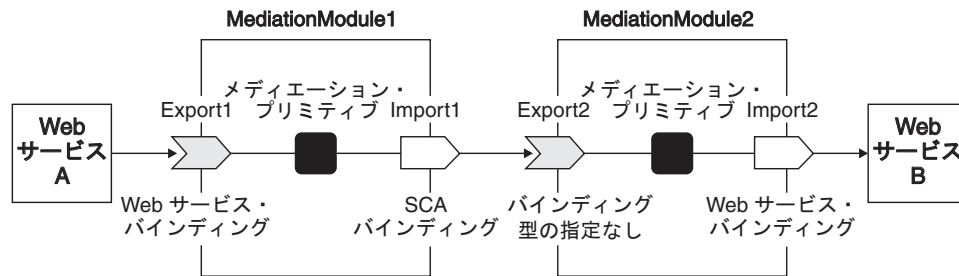 MediationModule1
MediationModule2
メディエーション・
プリミティブ
メディエーション・
プリミティブ
Export1
Import1
Export2
Import2
Web
サービス
A
Web
サービス
B
Web サービス・
バインディング
SCA
バインディング
バインディング
型の指定なし
Web サービス・
バインディング